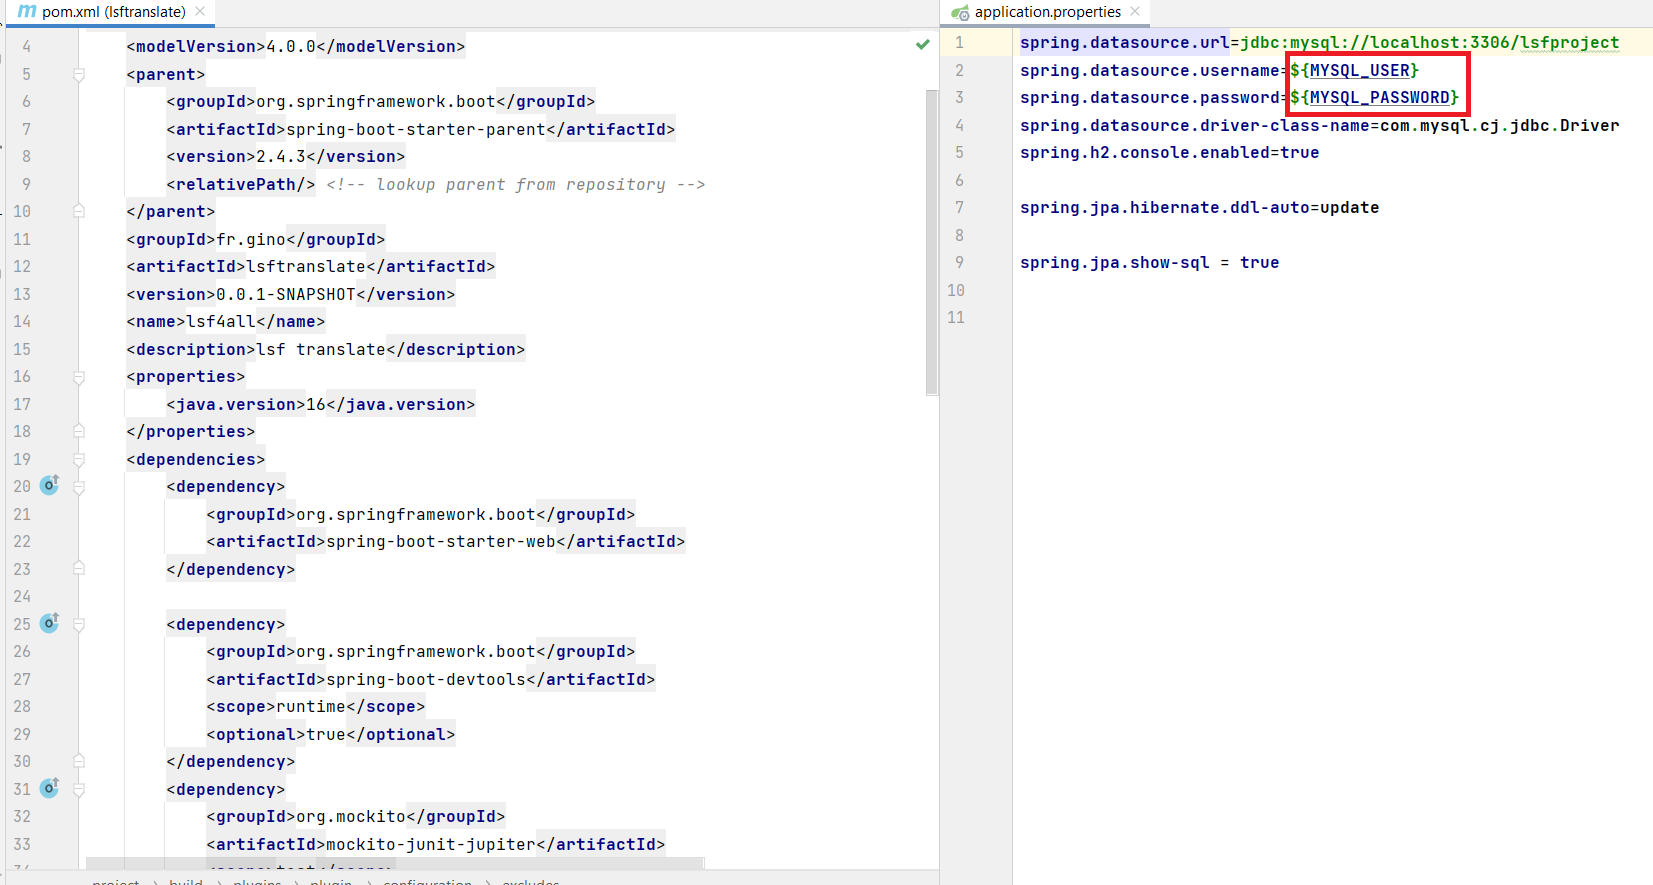 pom.xml (lsftranslate)
4 <modelVersion>4.0.0</modelVersion>
5 <parent>
6 <groupId>org.springframework.boot</groupId>
7 <artifactId>spring-boot-starter-parent</artifactId>
8 <version>2.4.3</version>
9 <relativePath/> <!-- lookup parent from repository -->
10 </parent>
11 <groupId>fr.gino</groupId>
12 <artifactId>lsftranslate</artifactId>
13 <version>0.0.1-SNAPSHOT</version>
14 <name>lsf4all</name>
15 <description>lsf translate</description>
16 <properties>
17 <java.version>16</java.version>
18 </properties>
19 <dependencies>
20 <dependency>
21 <groupId>org.springframework.boot</groupId>
22 <artifactId>spring-boot-starter-web</artifactId>
23 </dependency>
24
25 <dependency>
26 <groupId>org.springframework.boot</groupId>
27 <artifactId>spring-boot-devtools</artifactId>
28 <scope>runtime</scope>
29 <optional>true</optional>
30 </dependency>
31 <dependency>
32 <groupId>org.mockito</groupId>
33 <artifactId>mockito-junit-jupiter</artifactId>
project > build > plugins > plugin > configuration > excludes
application.properties
1 spring.datasource.url=jdbc:mysql://localhost:3306/lsfproject
2 spring.datasource.username=${MYSQL_USER}
3 spring.datasource.password=${MYSQL_PASSWORD}
4 spring.datasource.driver-class-name=com.mysql.cj.jdbc.Driver
5 spring.h2.console.enabled=true
6
7 spring.jpa.hibernate.ddl-auto=update
8
9 spring.jpa.show-sql = true
10
11